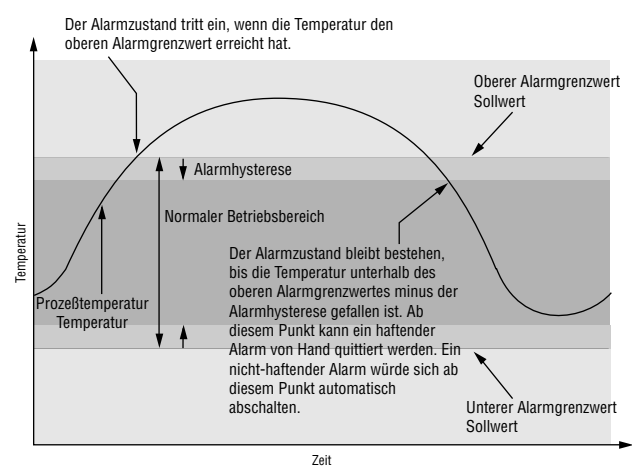 Der Alarmzustand tritt ein, wenn die Temperatur den
oberen Alarmgrenzwert erreicht hat.
Oberer Alarmgrenzwert
Sollwert
Alarmhysterese
Normaler Betriebsbereich
Temperatur
Der Alarmzustand bleibt bestehen,
bis die Temperatur unterhalb des
oberen Alarmgrenzwertes minus der
Alarmhysterese gefallen ist. Ab
diesem Punkt kann ein haftender
Alarm von Hand quittiert werden. Ein
nicht-haftender Alarm würde sich ab
diesem Punkt automatisch
abschalten.
Prozeßtemperatur
Temperatur
Unterer Alarmgrenzwert
Sollwert
Zeit